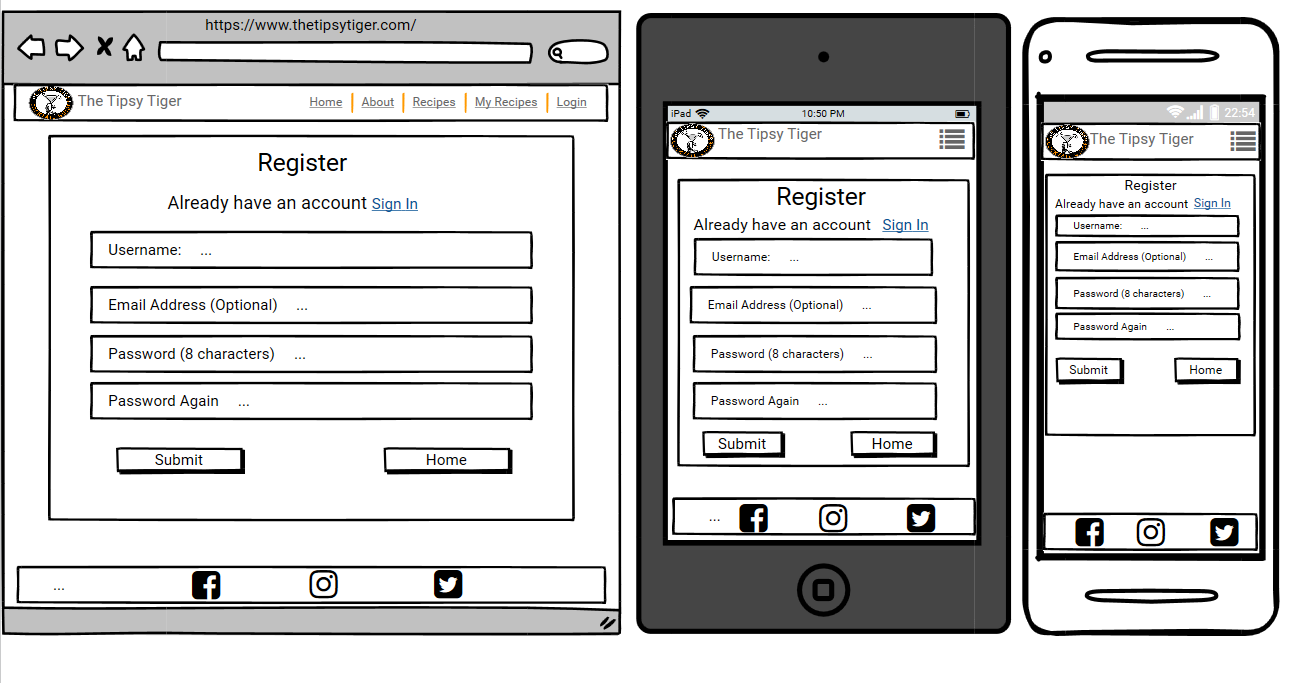 https://www.thetipsytiger.com/
The Tipsy Tiger Home About Recipes My Recipes Login
Register
Already have an account Sign In
Username: ...
Email Address (Optional) ...
Password (8 characters) ...
Password Again ...
Submit Home
...
iPad 10:50 PM
The Tipsy Tiger
Register
Already have an account Sign In
Username: ...
Email Address (Optional) ...
Password (8 characters) ...
Password Again ...
Submit Home
...
22:54
The Tipsy Tiger
Register
Already have an account Sign In
Username: ...
Email Address (Optional) ...
Password (8 characters) ...
Password Again ...
Submit Home